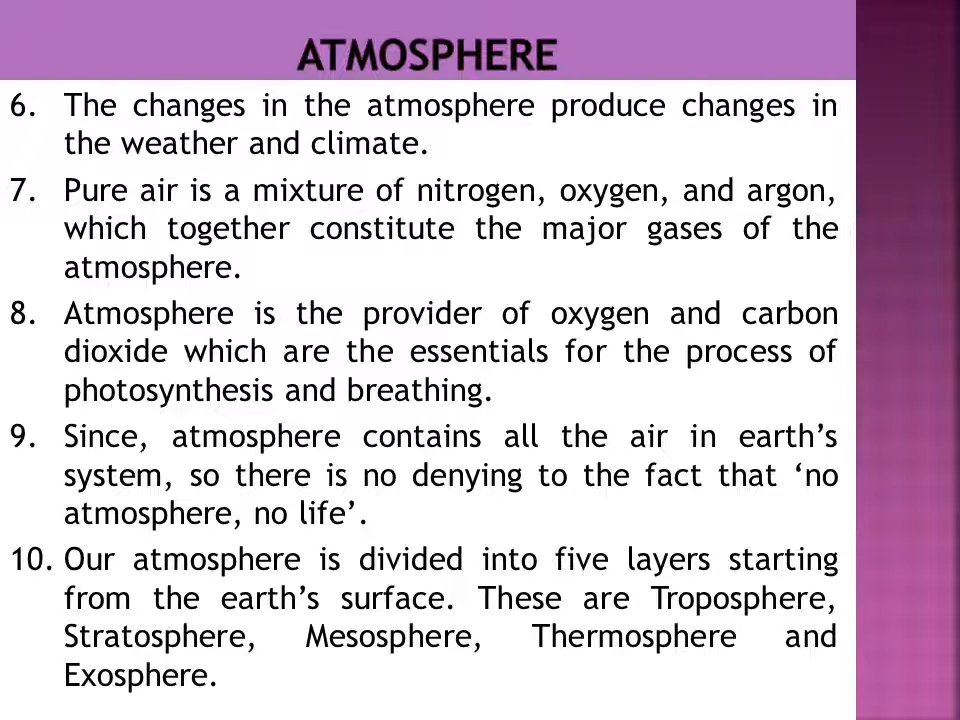 ATMOSPHERE
6. The changes in the atmosphere produce changes in
the weather and climate.
7. Pure air is a mixture of nitrogen, oxygen, and argon,
which together constitute the major gases of the
atmosphere.
8. Atmosphere is the provider of oxygen and carbon
dioxide which are the essentials for the process of
photosynthesis and breathing.
9. Since, atmosphere contains all the air in earth’s
system, so there is no denying to the fact that ‘no
atmosphere, no life’.
10. Our atmosphere is divided into five layers starting
from the earth’s surface. These are Troposphere,
Stratosphere, Mesosphere, Thermosphere and
Exosphere.